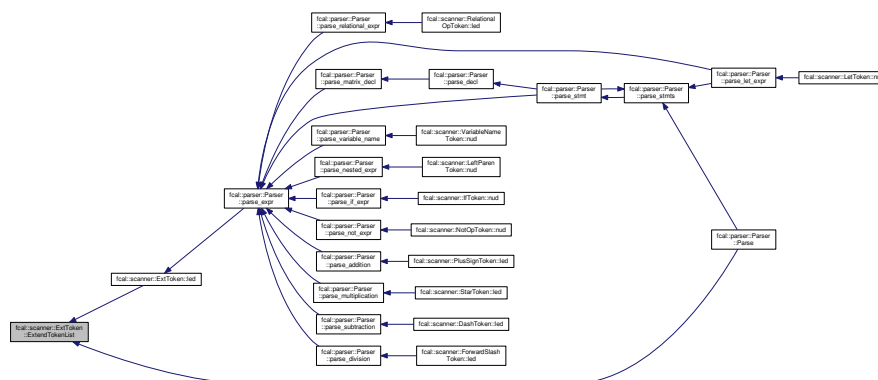 fcal::parser::Parser
::parse_relational_expr
fcal::scanner::Relational
OpToken::led
fcal::parser::Parser
::parse_matrix_decl
fcal::parser::Parser
::parse_decl
fcal::parser::Parser
::parse_stmt
fcal::parser::Parser
::parse_stmts
fcal::parser::Parser
::parse_let_expr
fcal::scanner::LetToken::nud
fcal::parser::Parser
::parse_variable_name
fcal::scanner::VariableName
Token::nud
fcal::parser::Parser
::parse_nested_expr
fcal::scanner::LeftParen
Token::nud
fcal::parser::Parser
::parse_expr
fcal::parser::Parser
::parse_if_expr
fcal::scanner::IfToken::nud
fcal::parser::Parser
::parse_not_expr
fcal::scanner::NotOpToken::nud
fcal::parser::Parser
::Parse
fcal::parser::Parser
::parse_addition
fcal::scanner::PlusSignToken::led
fcal::scanner::ExtToken::led
fcal::parser::Parser
::parse_multiplication
fcal::scanner::StarToken::led
fcal::scanner::ExtToken
::ExtendTokenList
fcal::parser::Parser
::parse_subtraction
fcal::scanner::DashToken::led
fcal::parser::Parser
::parse_division
fcal::scanner::ForwardSlash
Token::led